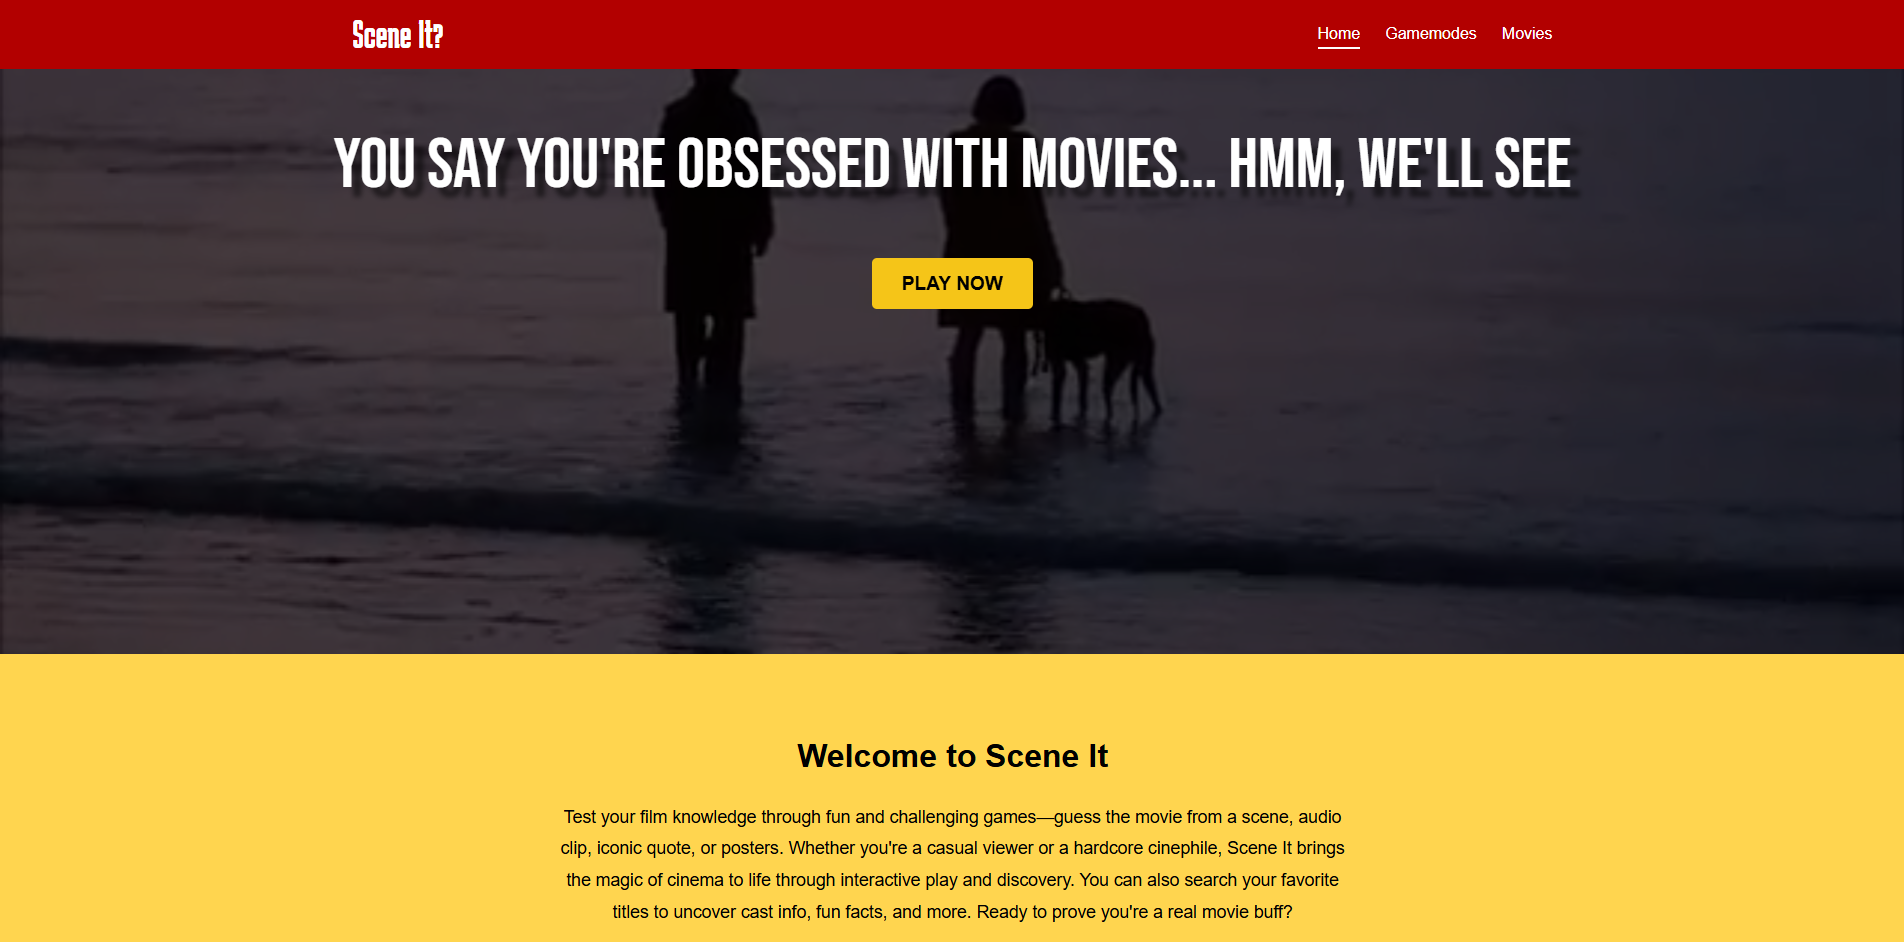 Scene It?
Home
Gamemodes
Movies
YOU SAY YOU'RE OBSESSED WITH MOVIES... HMM, WE'LL SEE
PLAY NOW
Welcome to Scene It
Test your film knowledge through fun and challenging games—guess the movie from a scene, audio
clip, iconic quote, or posters. Whether you're a casual viewer or a hardcore cinephile, Scene It brings
the magic of cinema to life through interactive play and discovery. You can also search your favorite
titles to uncover cast info, fun facts, and more. Ready to prove you're a real movie buff?